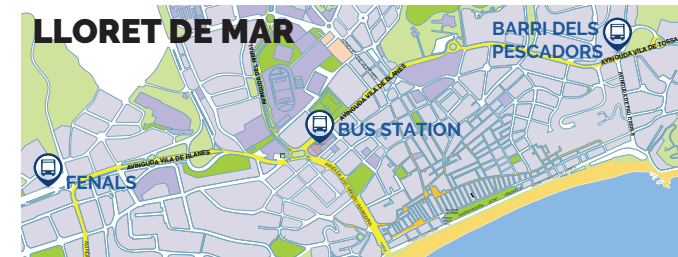 LLORET DE MAR
BARRI DELS
PESCADORS
AVINGUDA VILA DE TOSSA
AVINGUDA VILA DE BLANES
BUS STATION
AVINGUDA VILA DE BLANES
FENALS